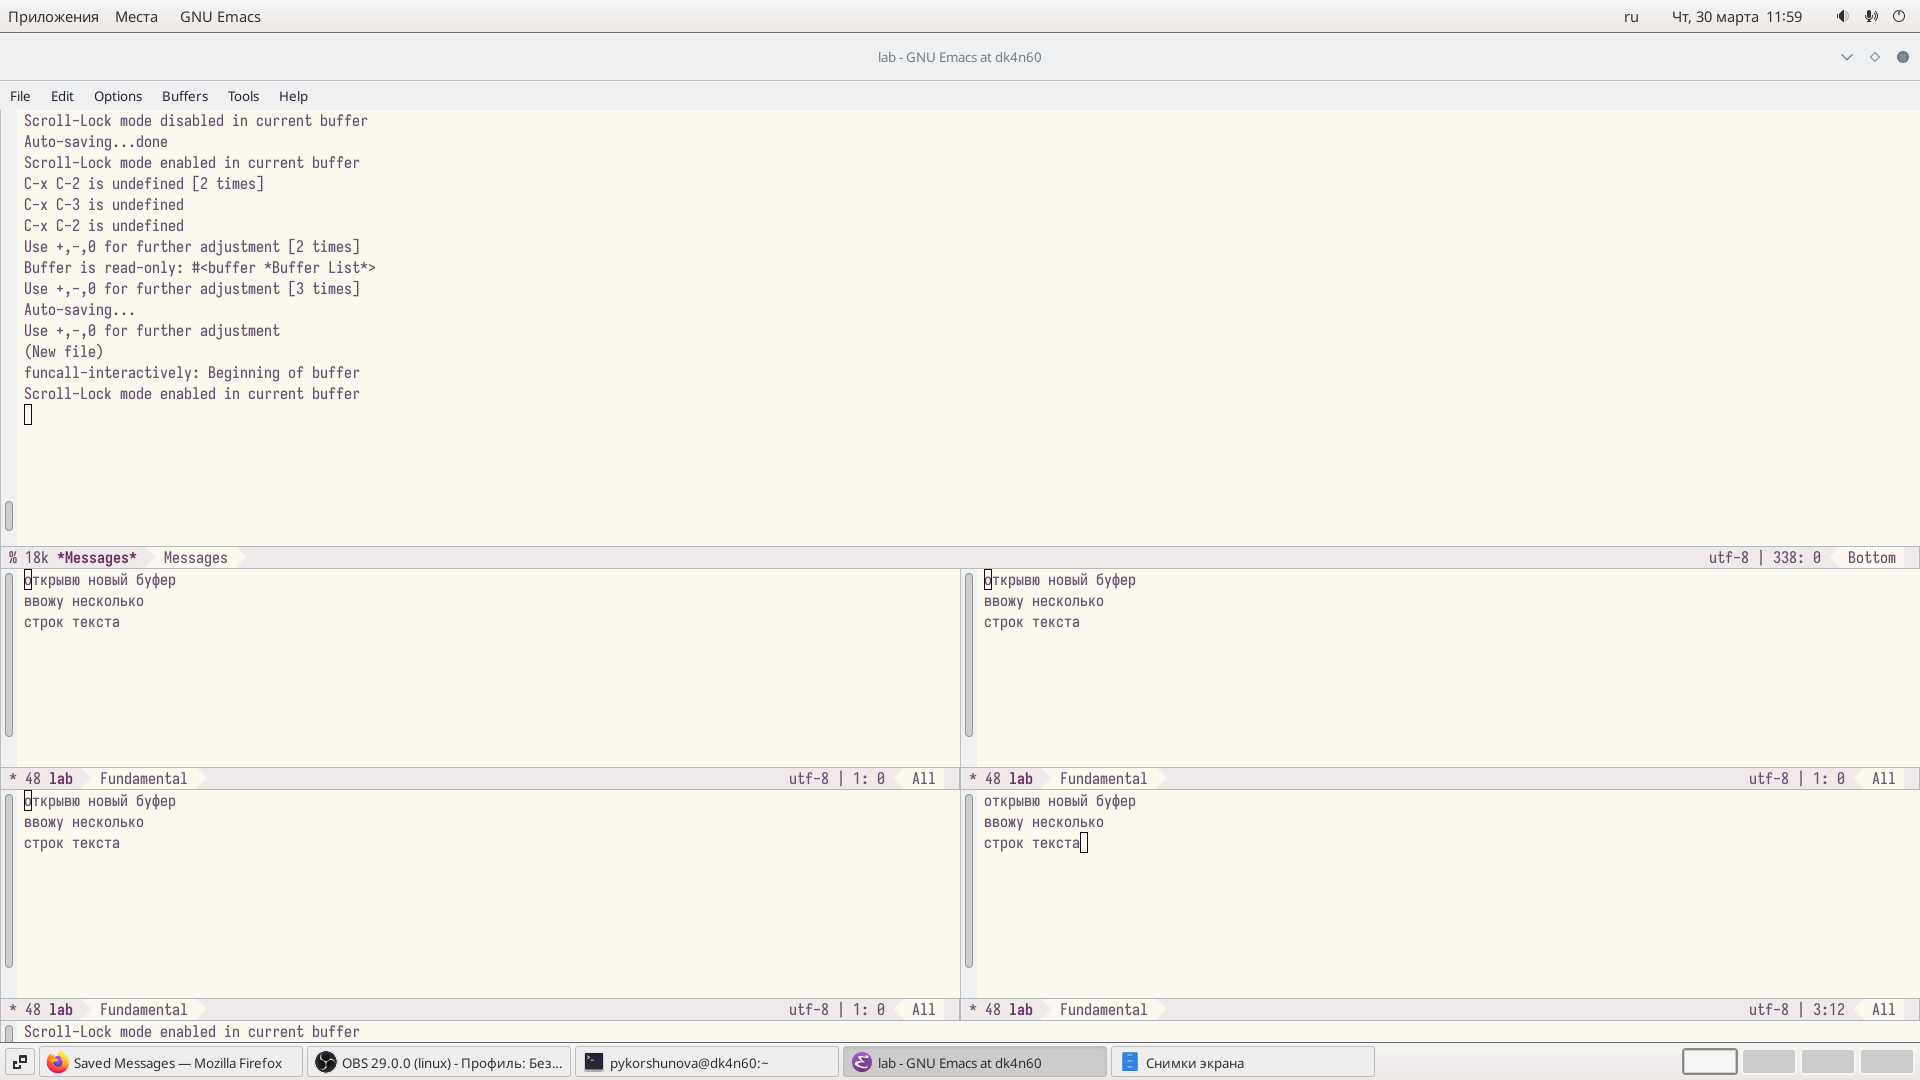 Приложения Места GNU Emacs ru Чт, 30 марта 11:59
lab - GNU Emacs at dk4n60
File Edit Options Buffers Tools Help
Scroll-Lock mode disabled in current buffer
Auto-saving...done
Scroll-Lock mode enabled in current buffer
C-x C-2 is undefined [2 times]
C-x C-3 is undefined
C-x C-2 is undefined
Use +,-,0 for further adjustment [2 times]
Buffer is read-only: #<buffer *Buffer List*>
Use +,-,0 for further adjustment [3 times]
Auto-saving...
Use +,-,0 for further adjustment
(New file)
funcall-interactively: Beginning of buffer
Scroll-Lock mode enabled in current buffer
% 18k *Messages* Messages utf-8 | 338: 0 Bottom
открывю новый буфер
ввожу несколько
строк текста
* 48 lab Fundamental utf-8 | 1: 0 All
открывю новый буфер
ввожу несколько
строк текста
* 48 lab Fundamental utf-8 | 1: 0 All
открывю новый буфер
ввожу несколько
строк текста
* 48 lab Fundamental utf-8 | 1: 0 All
открывю новый буфер
ввожу несколько
строк текста
* 48 lab Fundamental utf-8 | 3:12 All
Scroll-Lock mode enabled in current buffer
Saved Messages — Mozilla Firefox OBS 29.0.0 (linux) - Профиль: Без... pykorshunova@dk4n60:~ lab - GNU Emacs at dk4n60 Снимки экрана